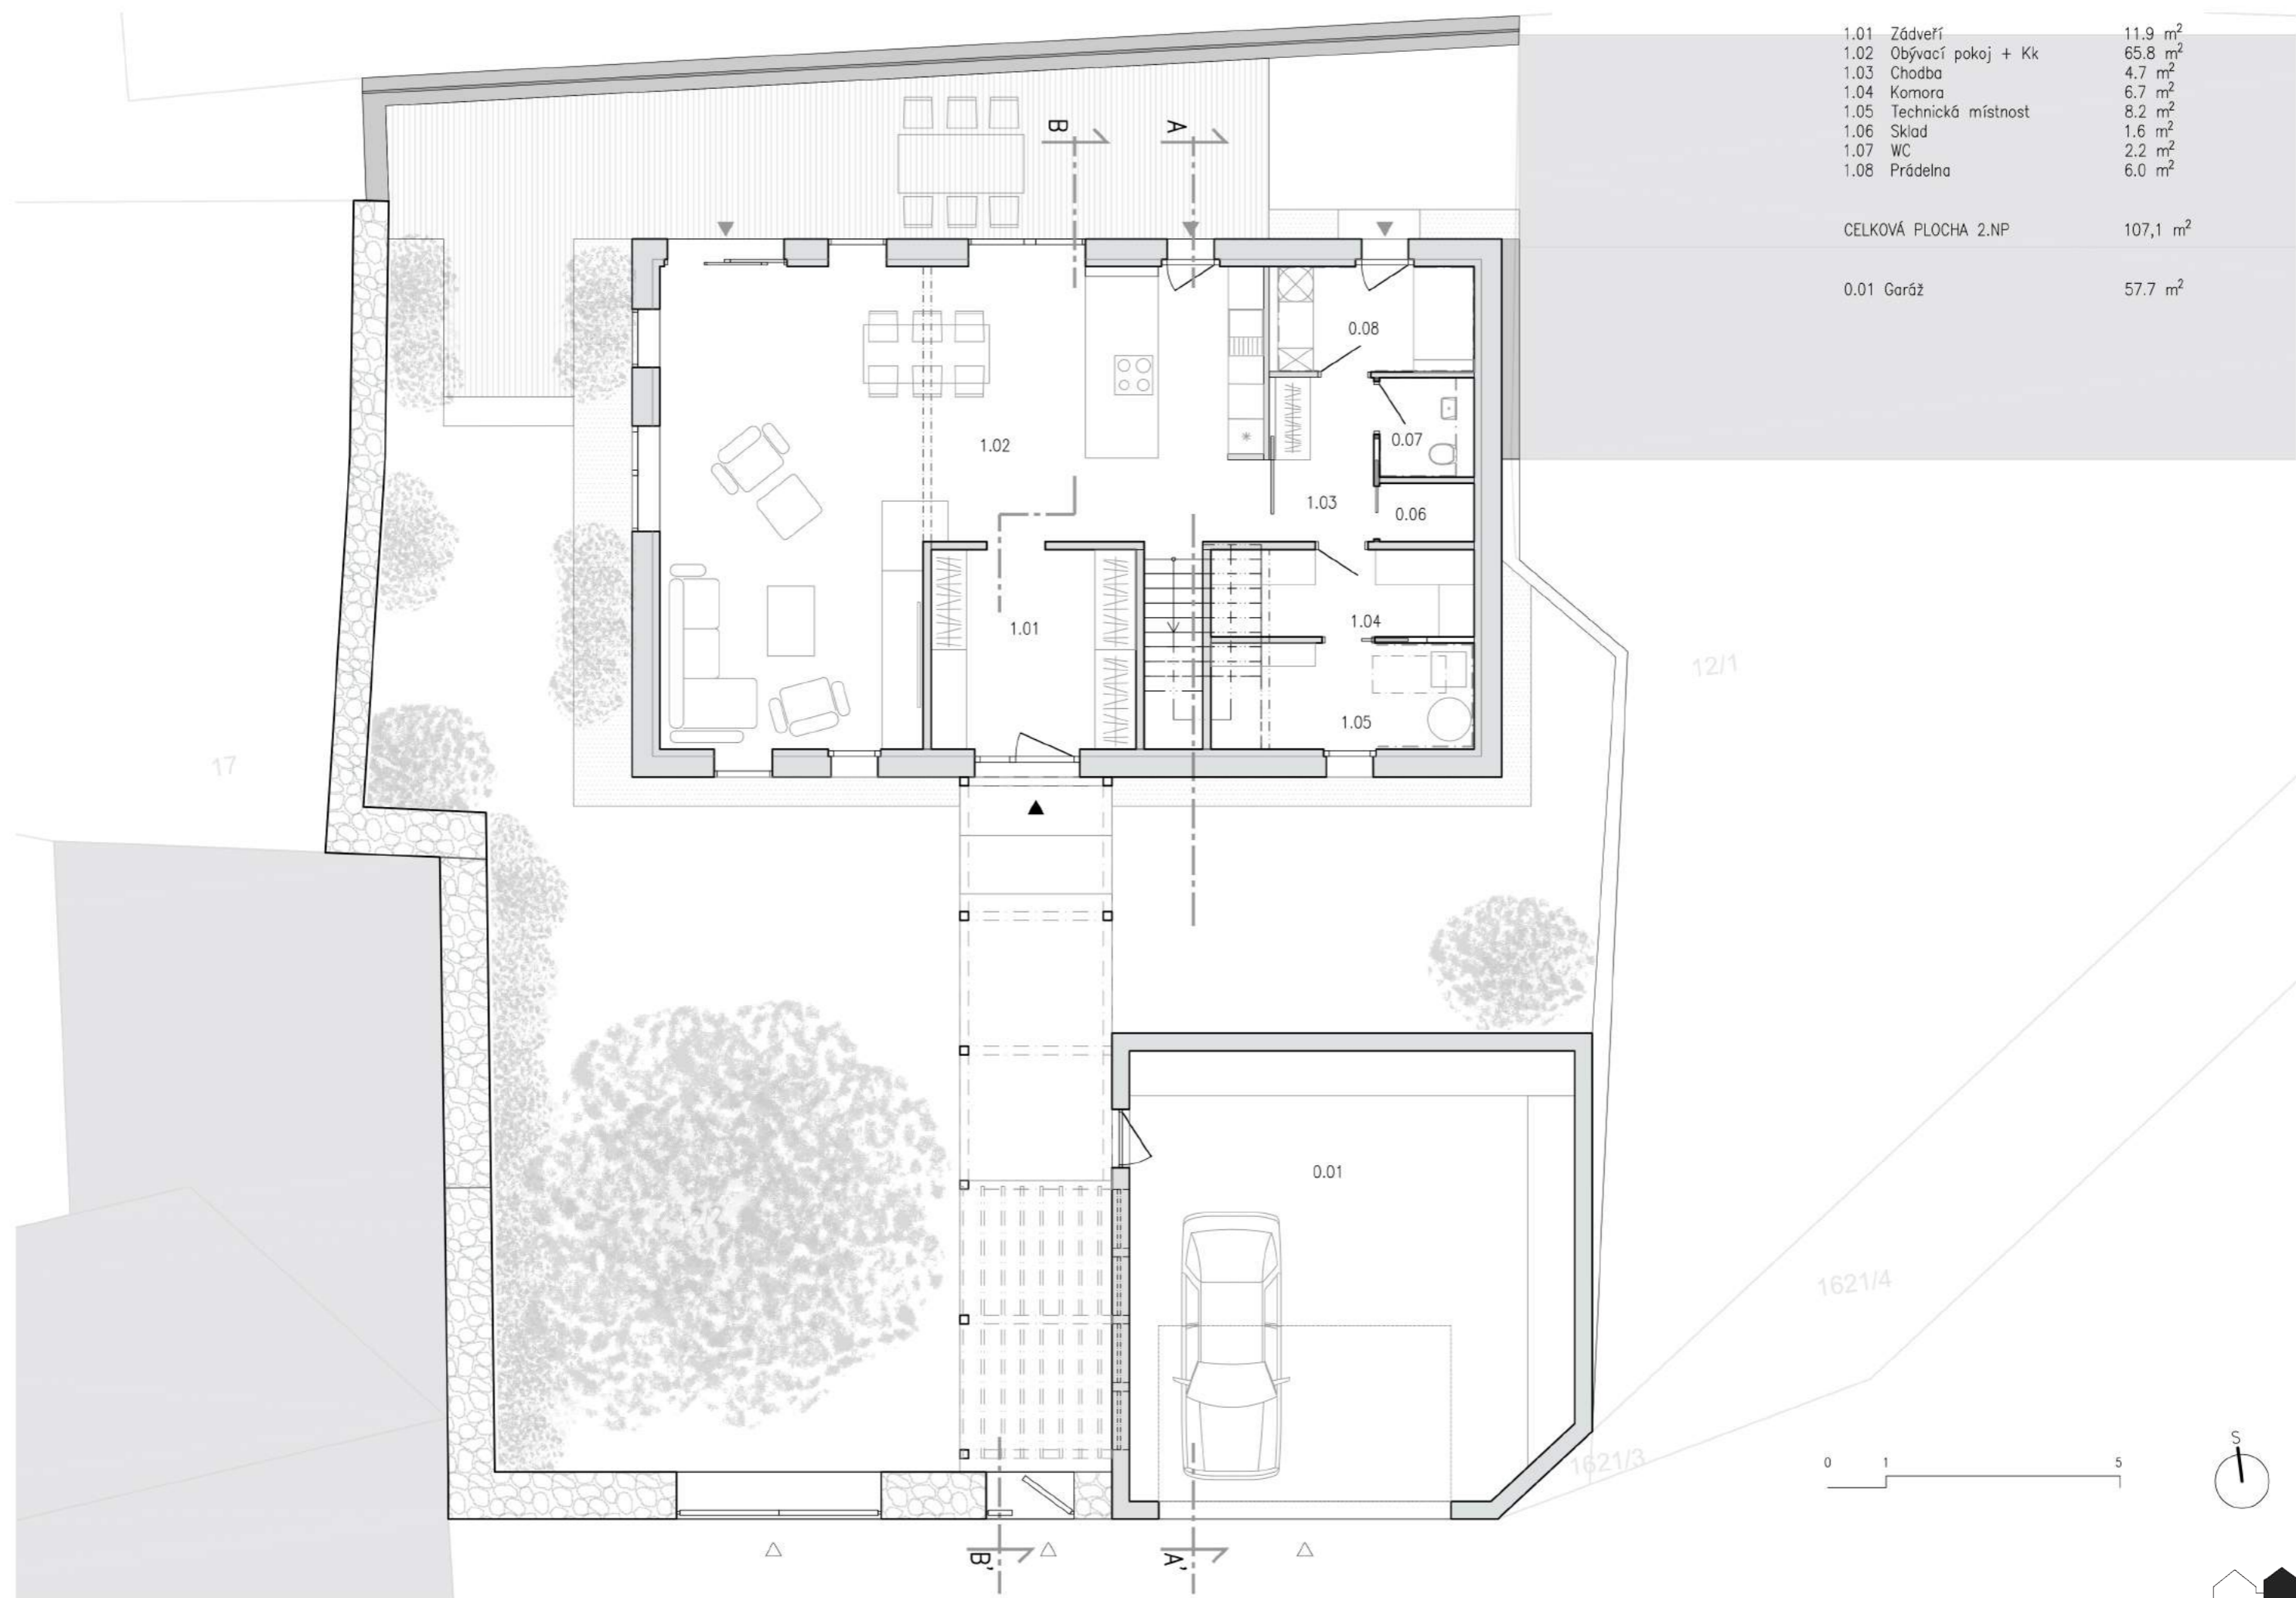 1.01 Zádveří 11.9 m²
1.02 Obývací pokoj + Kk 65.8 m²
1.03 Chodba 4.7 m²
1.04 Komora 6.7 m²
1.05 Technická místnost 8.2 m²
1.06 Sklad 1.6 m²
1.07 WC 2.2 m²
1.08 Prádelna 6.0 m²
CELKOVÁ PLOCHA 2.NP 107,1 m²
0.01 Garáž 57.7 m²
B
A
0.08
0.07
1.02
1.03
0.06
1.04
1.01
1.05
12/1
17
0.01
1621/4
1621/3
B'
A'
0 1 5
S